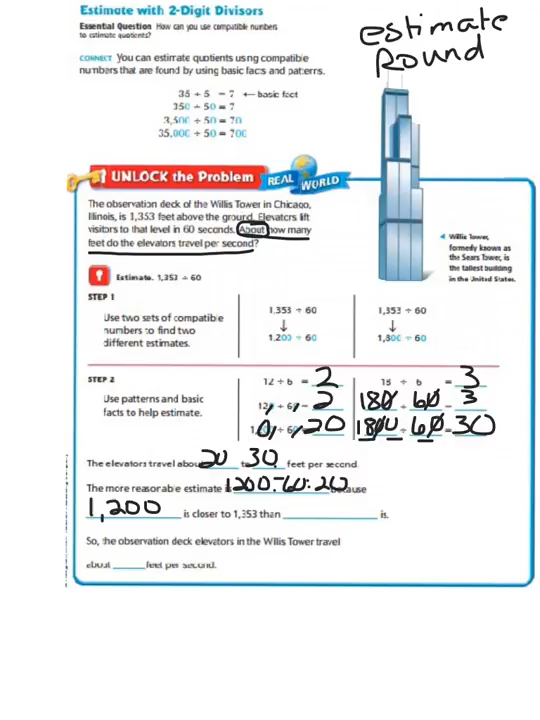 Estimate with 2-Digit Divisors
Essential Question How can you use compatible numbers
to estimate quotients?
estimate
Round
CONNECT You can estimate quotients using compatible
numbers that are found by using basic facts and patterns.
35 ÷ 5 = 7 ← basic fact
350 ÷ 50 = 7
3,500 ÷ 50 = 70
35,000 ÷ 50 = 700
UNLOCK the Problem REAL WORLD
The observation deck of the Willis Tower in Chicago,
Illinois, is 1,353 feet above the ground. Elevators lift
visitors to that level in 60 seconds. About how many
feet do the elevators travel per second?
◄ Willis Tower,
formerly known as
the Sears Tower, is
the tallest building
in the United States.
Estimate. 1,353 ÷ 60
STEP 1
Use two sets of compatible
numbers to find two
different estimates.
1,353 ÷ 60
↓
1,200 ÷ 60
1,353 ÷ 60
↓
1,800 ÷ 60
STEP 2
Use patterns and basic
facts to help estimate.
12 ÷ 6 = 2
120 ÷ 60 = 2
20
18 ÷ 6 = 3
180 ÷ 60 = 3
1800 ÷ 60 = 30
The elevators travel about 20 to 30 feet per second.
The more reasonable estimate is 1200÷60=20 because
1,200 is closer to 1,353 than ____ is.
So, the observation deck elevators in the Willis Tower travel
about ____ feet per second.